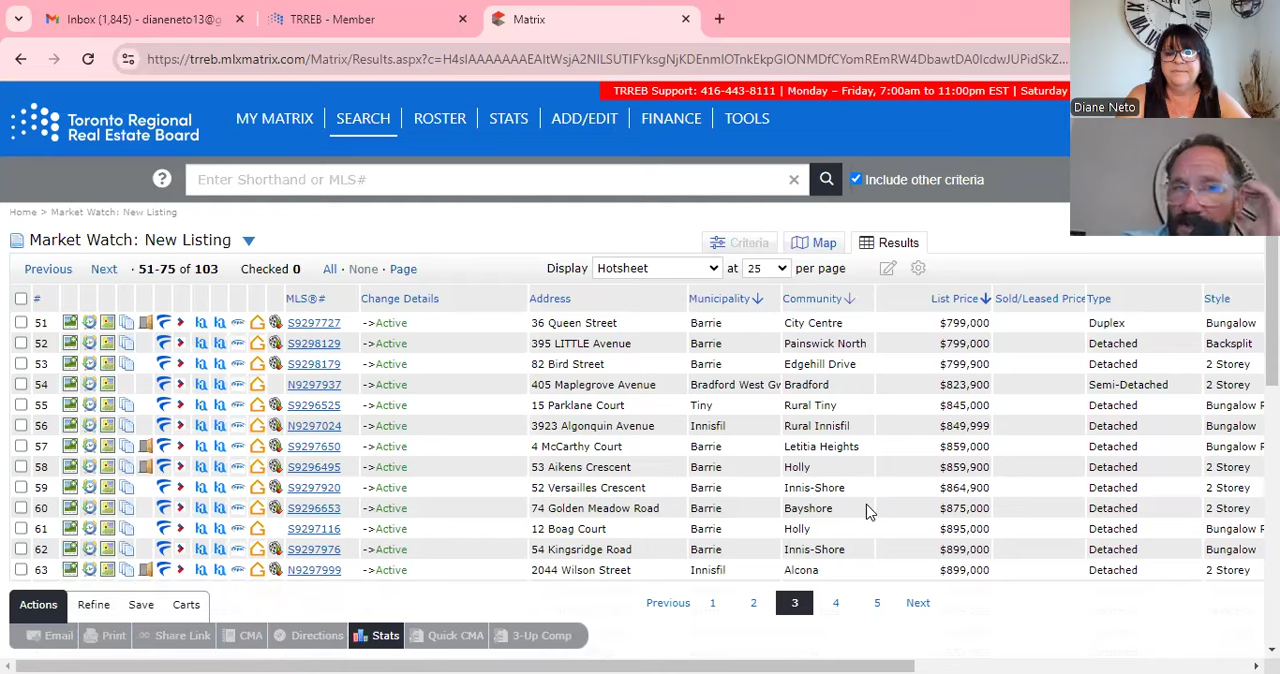 Inbox (1,845) - dianeneto13@g
TRREB - Member
Matrix
https://trreb.mlxmatrix.com/Matrix/Results.aspx?c=
TRREB Support: 416-443-8111 | Monday – Friday, 7:00am to 11:00pm EST | Saturday
Toronto Regional
Real Estate Board
MY MATRIX SEARCH ROSTER STATS ADD/EDIT FINANCE TOOLS
Diane Neto
? Enter Shorthand or MLS# Include other criteria
Home > Market Watch: New Listing
Market Watch: New Listing Criteria Map Results
Previous Next · 51-75 of 103 Checked 0 All · None · Page Display Hotsheet at 25 per page
# MLS®# Change Details Address Municipality Community List Price Sold/Leased Price Type Style
51 S9297727 ->Active 36 Queen Street Barrie City Centre $799,000 Duplex Bungalow
52 S9298129 ->Active 395 LITTLE Avenue Barrie Painswick North $799,000 Detached Backsplit
53 S9298179 ->Active 82 Bird Street Barrie Edgehill Drive $799,900 Detached 2 Storey
54 N9297937 ->Active 405 Maplegrove Avenue Bradford West Gw Bradford $823,900 Semi-Detached 2 Storey
55 S9296525 ->Active 15 Parklane Court Tiny Rural Tiny $845,000 Detached Bungalow R
56 N9297024 ->Active 3923 Algonquin Avenue Innisfil Rural Innisfil $849,999 Detached Bungalow
57 S9297650 ->Active 4 McCarthy Court Barrie Letitia Heights $859,000 Detached Bungalow R
58 S9296495 ->Active 53 Aikens Crescent Barrie Holly $859,900 Detached 2 Storey
59 S9297920 ->Active 52 Versailles Crescent Barrie Innis-Shore $864,900 Detached 2 Storey
60 S9296653 ->Active 74 Golden Meadow Road Barrie Bayshore $875,000 Detached 2 Storey
61 S9297116 ->Active 12 Boag Court Barrie Holly $895,000 Detached Bungalow R
62 S9297976 ->Active 54 Kingsridge Road Barrie Innis-Shore $899,000 Detached Bungalow
63 N9297999 ->Active 2044 Wilson Street Innisfil Alcona $899,000 Detached 2 Storey
Actions Refine Save Carts Previous 1 2 3 4 5 Next
Email Print Share Link CMA Directions Stats Quick CMA 3-Up Comp